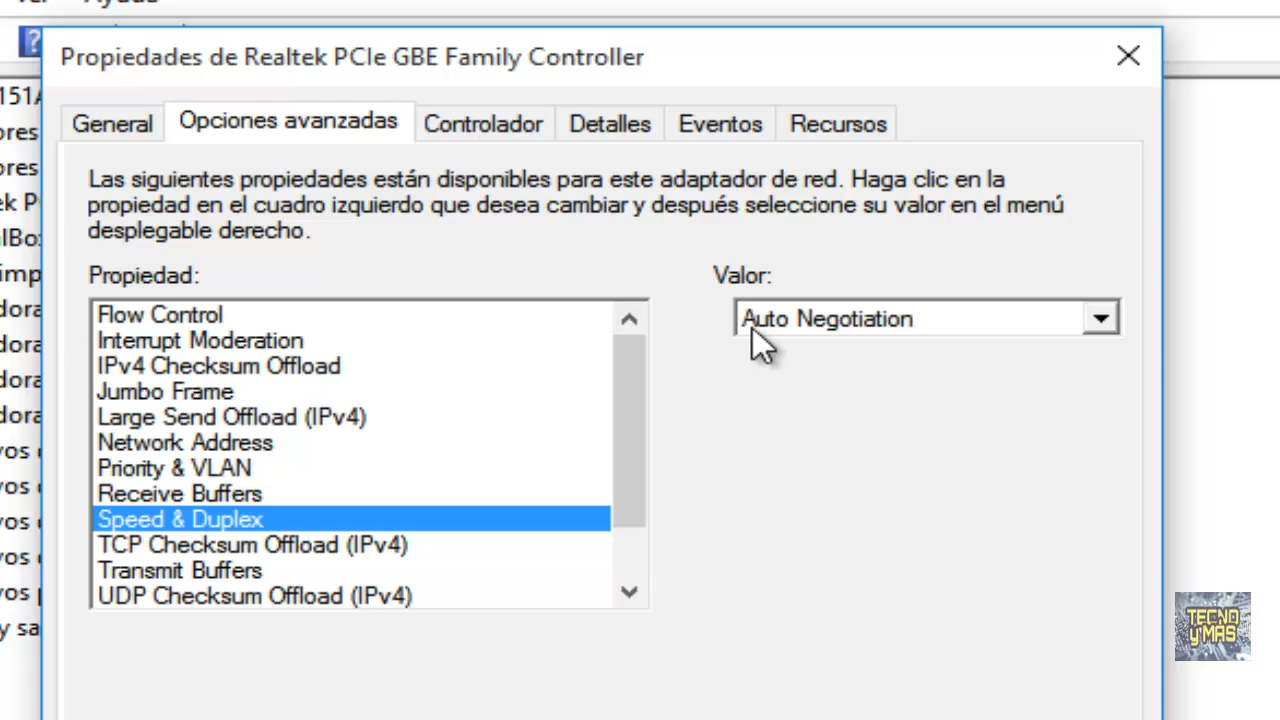 Ayuda
?
Propiedades de Realtek PCIe GBE Family Controller
General Opciones avanzadas Controlador Detalles Eventos Recursos
Las siguientes propiedades están disponibles para este adaptador de red. Haga clic en la
propiedad en el cuadro izquierdo que desea cambiar y después seleccione su valor en el menú
desplegable derecho.
Propiedad:
Valor:
Flow Control
Interrupt Moderation
IPv4 Checksum Offload
Jumbo Frame
Large Send Offload (IPv4)
Network Address
Priority & VLAN
Receive Buffers
Speed & Duplex
TCP Checksum Offload (IPv4)
Transmit Buffers
UDP Checksum Offload (IPv4)
Auto Negotiation
TECNO
y MAS